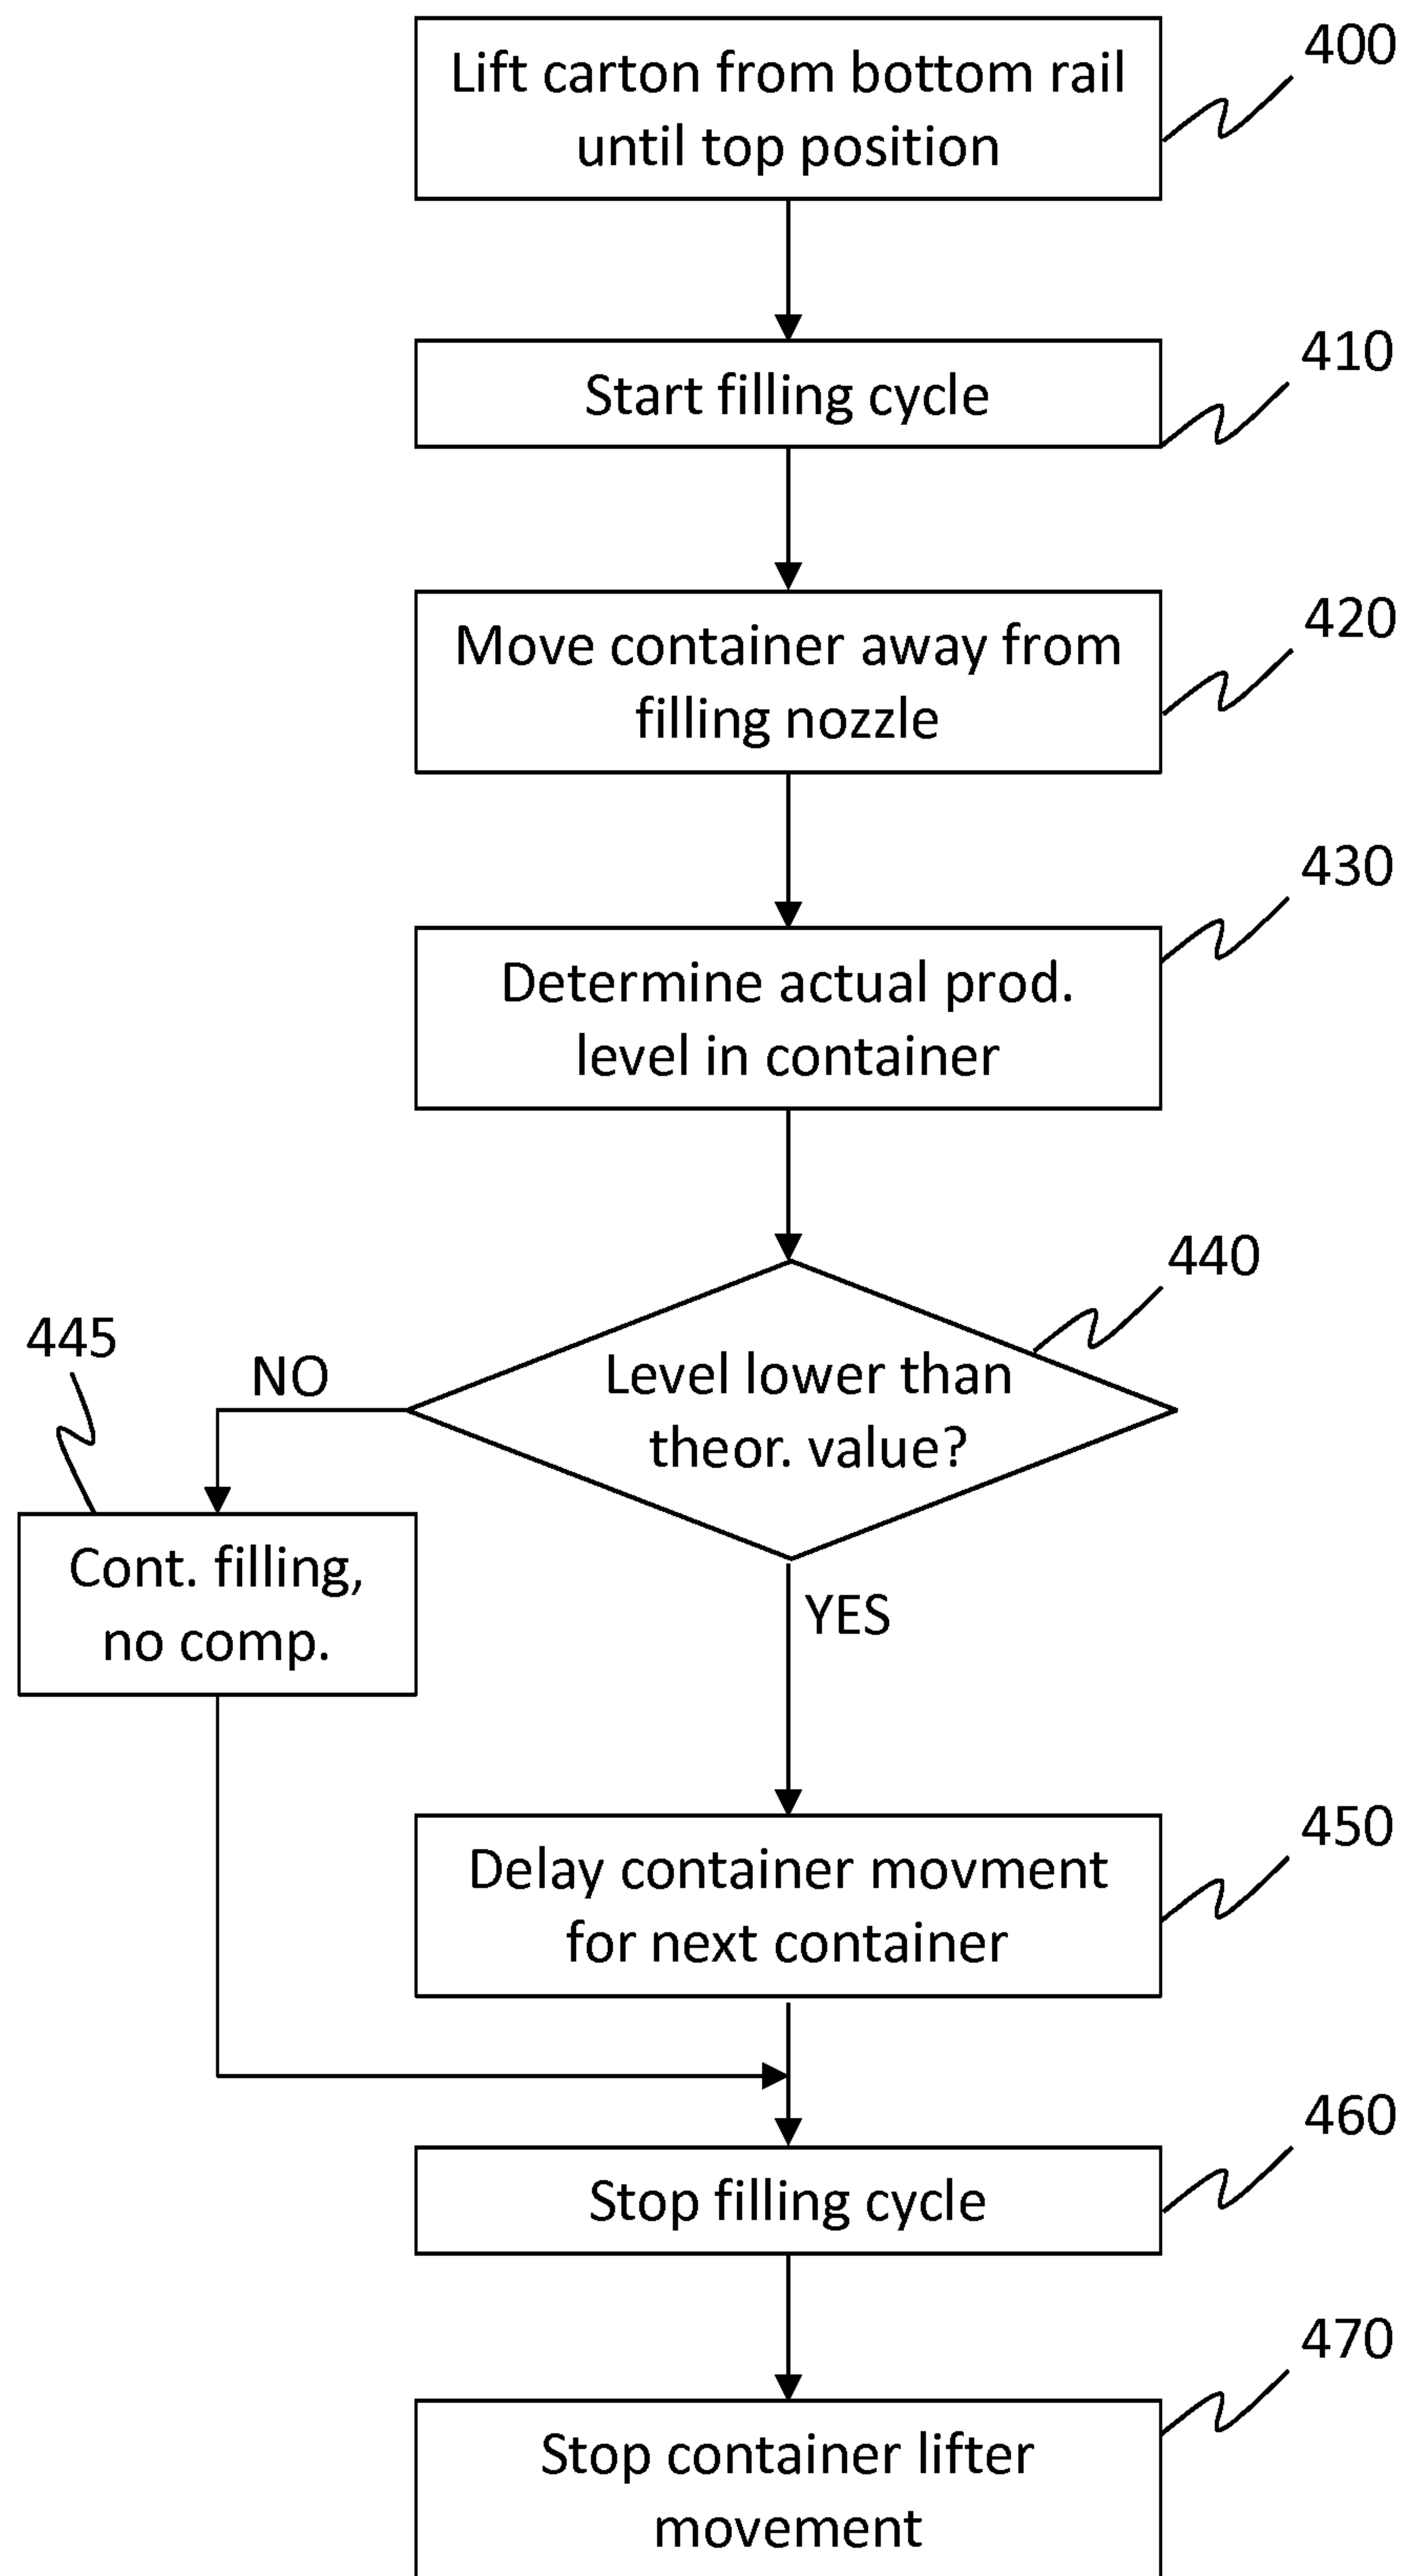 Lift carton from bottom rail
until top position
400
Start filling cycle
410
Move container away from
filling nozzle
420
Determine actual prod.
level in container
430
Level lower than
theor. value?
440
NO
445
Cont. filling,
no comp.
YES
Delay container movment
for next container
450
Stop filling cycle
460
Stop container lifter
movement
470